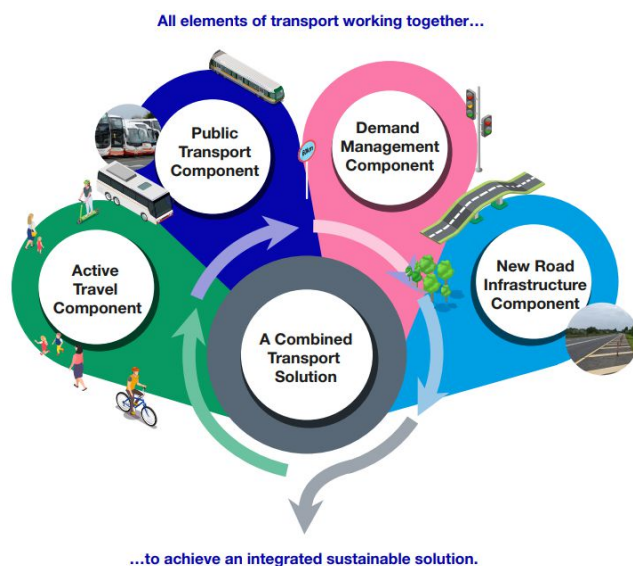 All elements of transport working together…
Public
Transport
Component
Demand
Management
Component
Active
Travel
Component
New Road
Infrastructure
Component
A Combined
Transport
Solution
…to achieve an integrated sustainable solution.